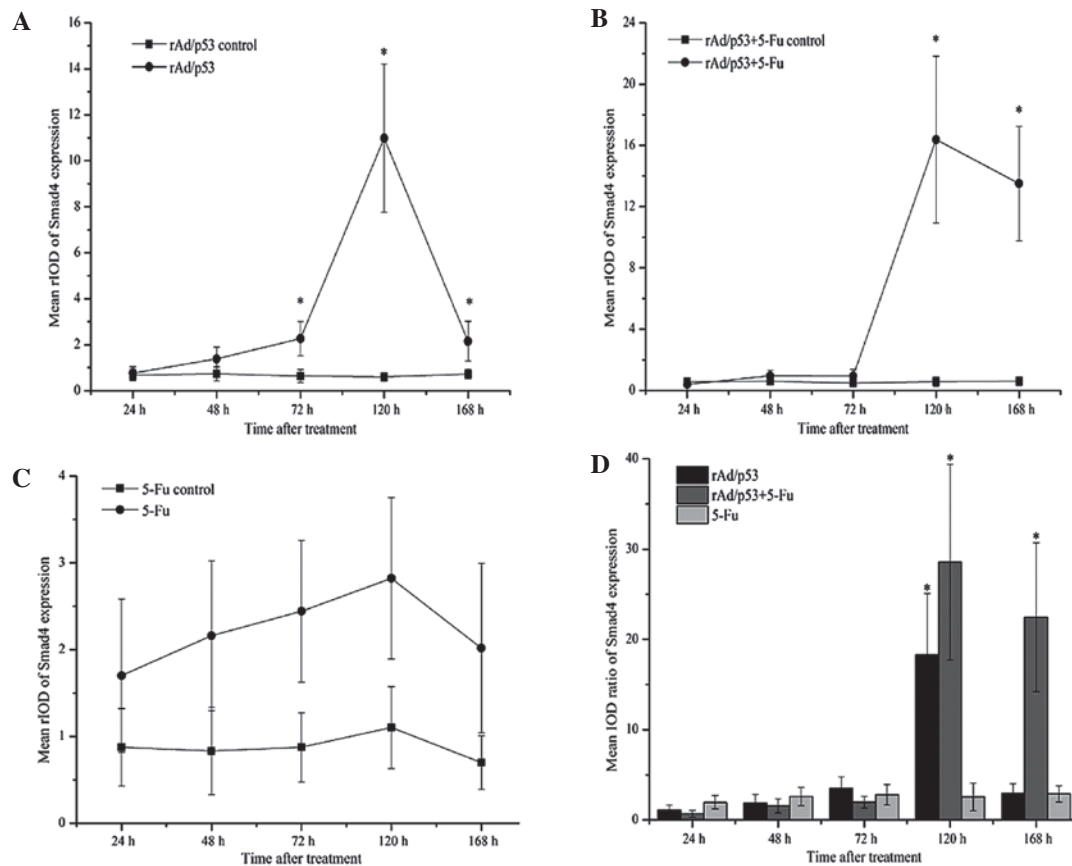 A
Mean rIOD of Smad4 expression
16
14
12
10
8
6
4
2
0
rAd/p53 control
rAd/p53
*
*
*
24 h 48 h 72 h 120 h 168 h
Time after treatment
B
Mean rIOD of Smad4 expression
24
20
16
12
8
4
0
rAd/p53+5-Fu control
rAd/p53+5-Fu
*
*
24 h 48 h 72 h 120 h 168 h
Time after treatment
C
Mean rIOD of Smad4 expression
4
3
2
1
0
5-Fu control
5-Fu
24 h 48 h 72 h 120 h 168 h
Time after treatment
D
Mean IOD ratio of Smad4 expression
40
30
20
10
0
rAd/p53
rAd/p53+5-Fu
5-Fu
*
*
*
24 h 48 h 72 h 120 h 168 h
Time after treatment